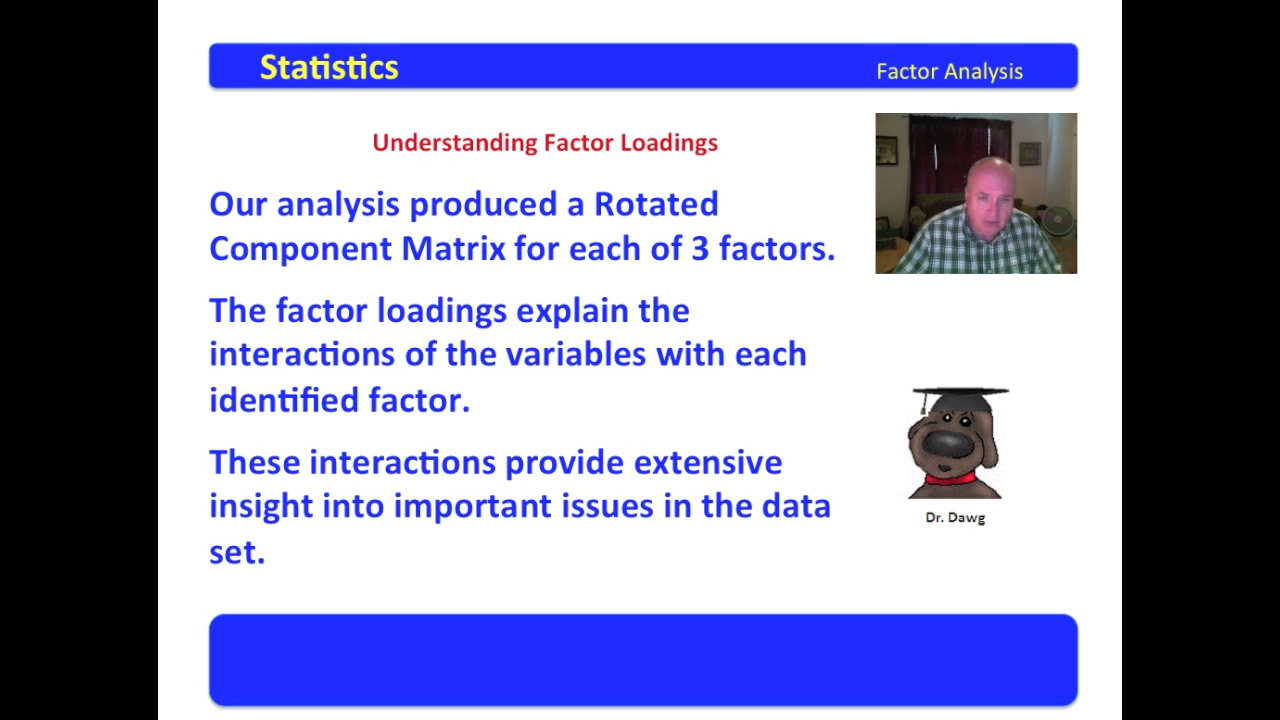 Statistics
Factor Analysis
Understanding Factor Loadings
Our analysis produced a Rotated
Component Matrix for each of 3 factors.
The factor loadings explain the
interactions of the variables with each
identified factor.
These interactions provide extensive
insight into important issues in the data
set.
Dr. Dawg